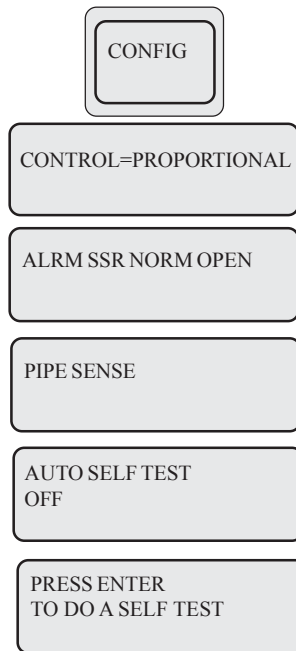 CONFIG
CONTROL=PROPORTIONAL
ALRM SSR NORM OPEN
PIPE SENSE
AUTO SELF TEST
OFF
PRESS ENTER
TO DO A SELF TEST